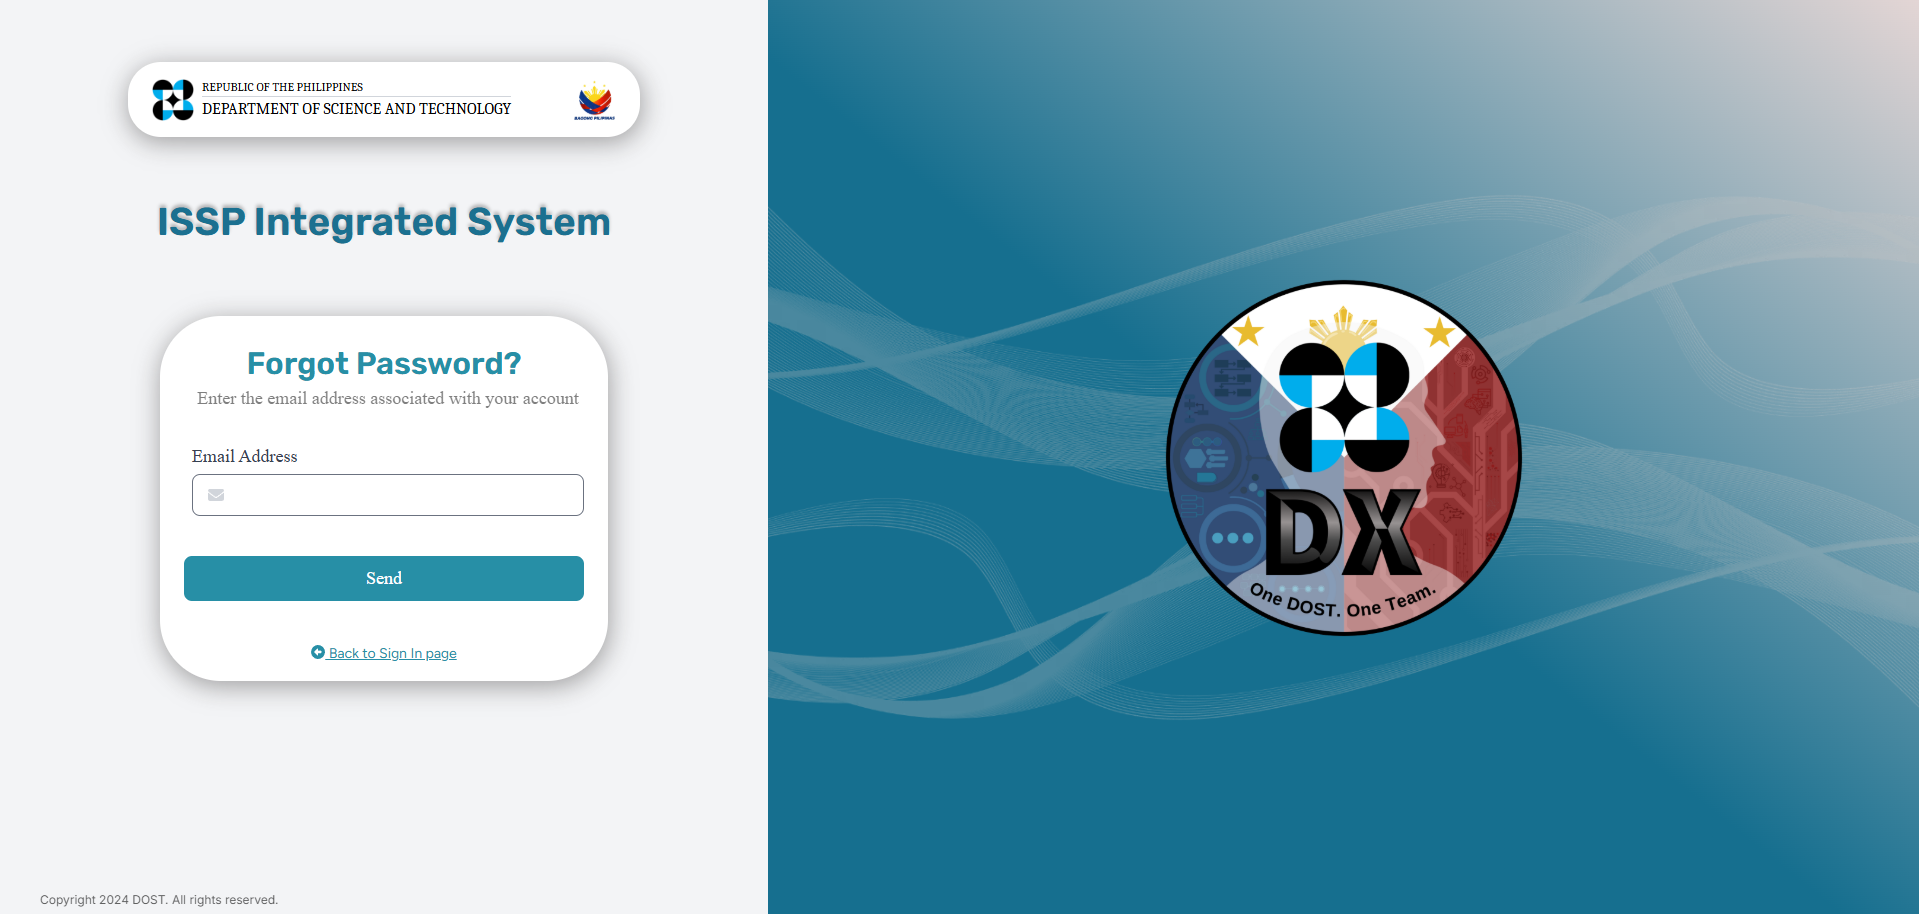 REPUBLIC OF THE PHILIPPINES
DEPARTMENT OF SCIENCE AND TECHNOLOGY
BAGONG PILIPINAS
ISSP Integrated System
Forgot Password?
Enter the email address associated with your account
Email Address
Send
Back to Sign In page
Copyright 2024 DOST. All rights reserved.
DX
One DOST. One Team.